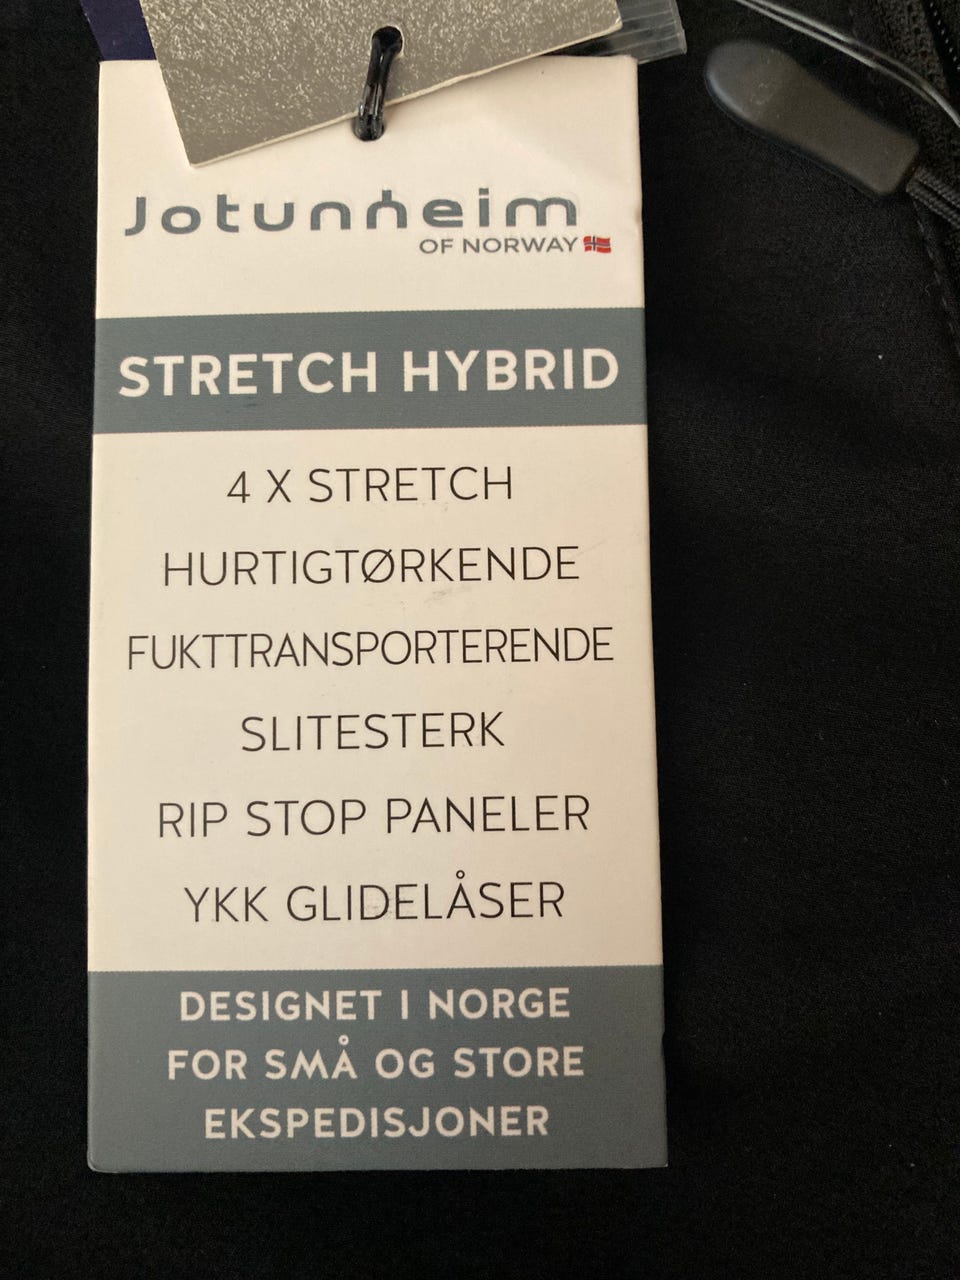 Jotunheim
OF NORWAY
STRETCH HYBRID
4 X STRETCH
HURTIGTØRKENDE
FUKTTRANSPORTERENDE
SLITESTERK
RIP STOP PANELER
YKK GLIDELÅSER
DESIGNET I NORGE
FOR SMÅ OG STORE
EKSPEDISJONER